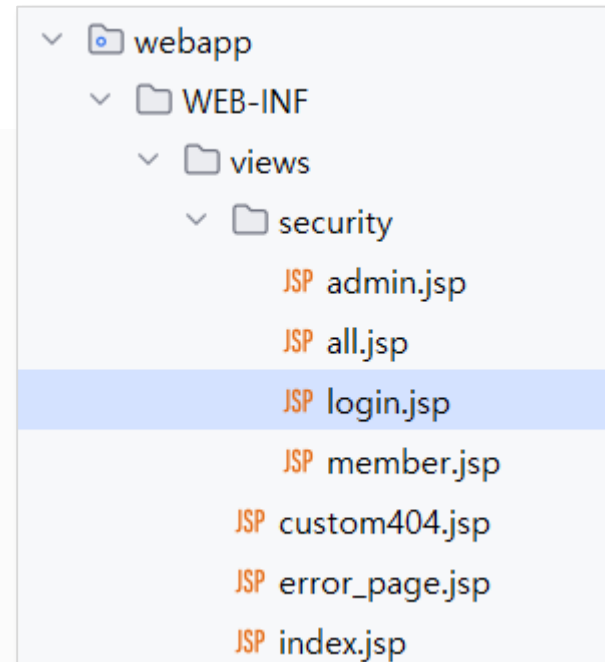 webapp
WEB-INF
views
security
JSP admin.jsp
JSP all.jsp
JSP login.jsp
JSP member.jsp
JSP custom404.jsp
JSP error_page.jsp
JSP index.jsp